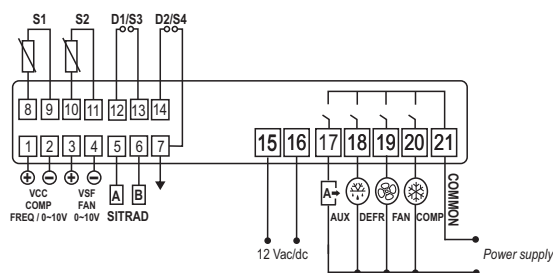 S1 S2 D1/S3 D2/S4
8 9 10 11 12 13 14
1 2 3 4 5 6 7
15 16 17 18 19 20 21
A B
VCC VSF
COMP FAN
FREQ / 0~10V 0~10V SITRAD
A
AUX DEFR FAN COMP
COMMON
12 Vac/dc
Power supply